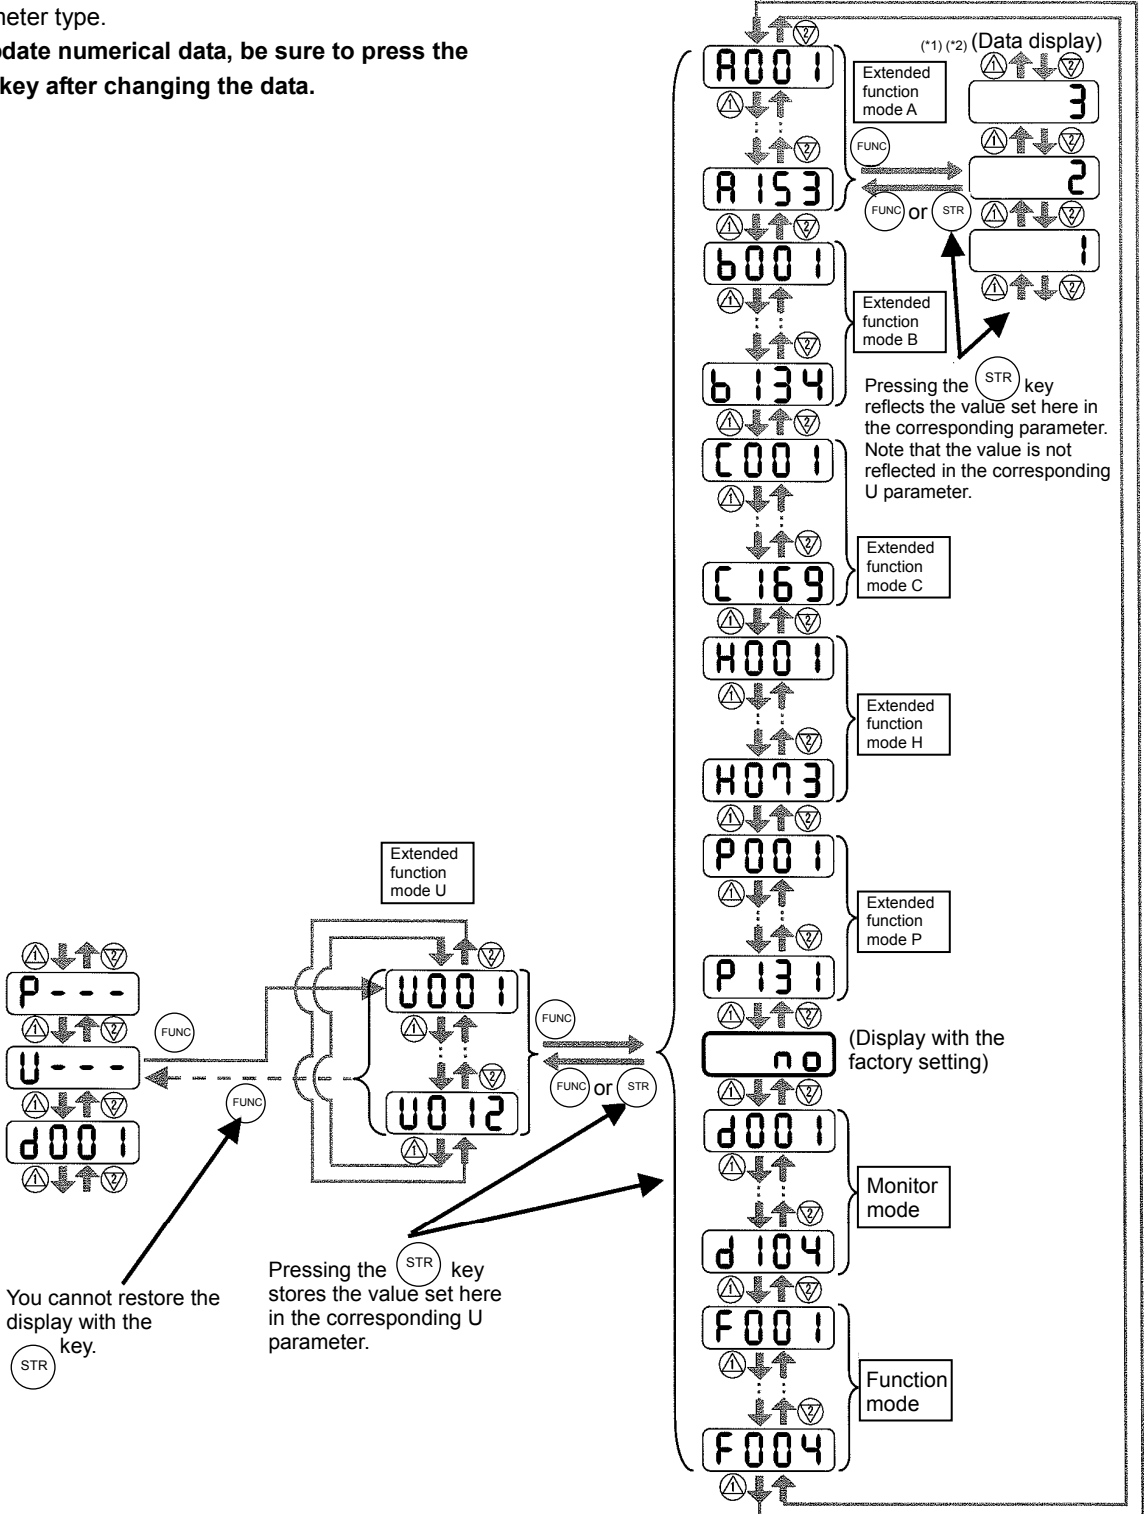 meter type.
update numerical data, be sure to press the
key after changing the data.
(*1) (*2) (Data display)
A001
Extended
function
mode A
3
FUNC
A153
2
FUNC or STR
b001
1
Extended
function
mode B
b134
Pressing the STR key
reflects the value set here in
the corresponding parameter.
Note that the value is not
reflected in the corresponding
U parameter.
C001
Extended
function
mode C
C169
H001
Extended
function
mode H
H073
P001
Extended
function
mode P
P131
Extended
function
mode U
P---
U001
FUNC
FUNC
U---
FUNC
FUNC or STR
U012
d001
no
(Display with the
factory setting)
d001
Monitor
mode
d104
F001
Function
mode
F004
Pressing the STR key
stores the value set here
in the corresponding U
parameter.
You cannot restore the
display with the
STR key.